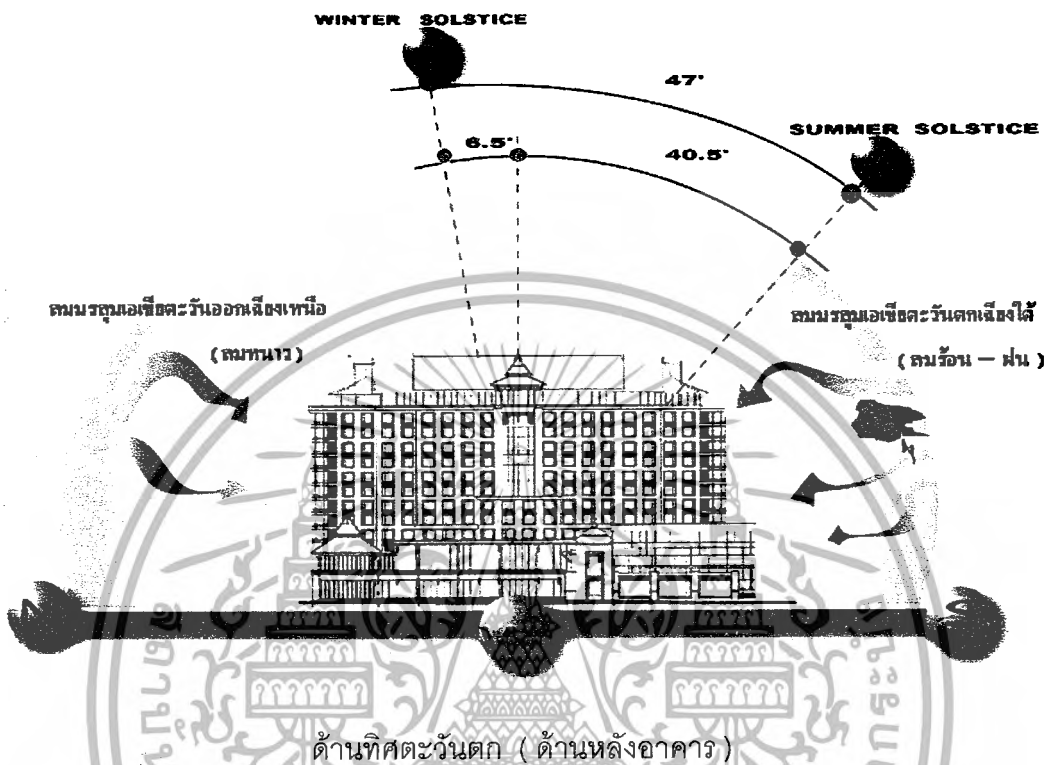 WINTER SOLSTICE
47°
SUMMER SOLSTICE
6.5°
40.5°
ลมมรสุมเอเชียตะวันออกเฉียงเหนือ
(ลมหนาว)
ลมมรสุมเอเชียตะวันตกเฉียงใต้
(ลมร้อน – ฝน)
ด้านทิศตะวันตก ( ด้านหลังอาคาร )